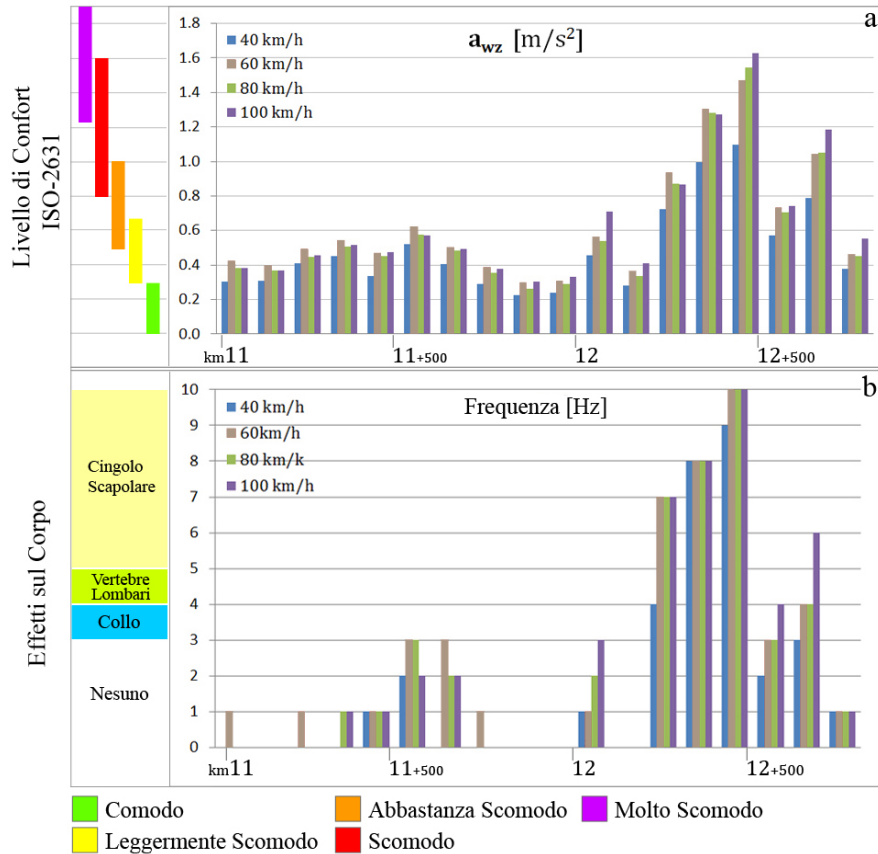 Livello di Confort
ISO-2631
a
a_wz [m/s²]
40 km/h
60 km/h
80 km/h
100 km/h
1.8
1.6
1.4
1.2
1.0
0.8
0.6
0.4
0.2
0.0
km 11
11+500
12
12+500
Effetti sul Corpo
Cingolo
Scapolare
Vertebre
Lombari
Collo
Nesuno
b
Frequenza [Hz]
40 km/h
60km/h
80 km/k
100 km/h
10
9
8
7
6
5
4
3
2
1
0
km 11
11+500
12
12+500
Comodo
Abbastanza Scomodo
Molto Scomodo
Leggermente Scomodo
Scomodo